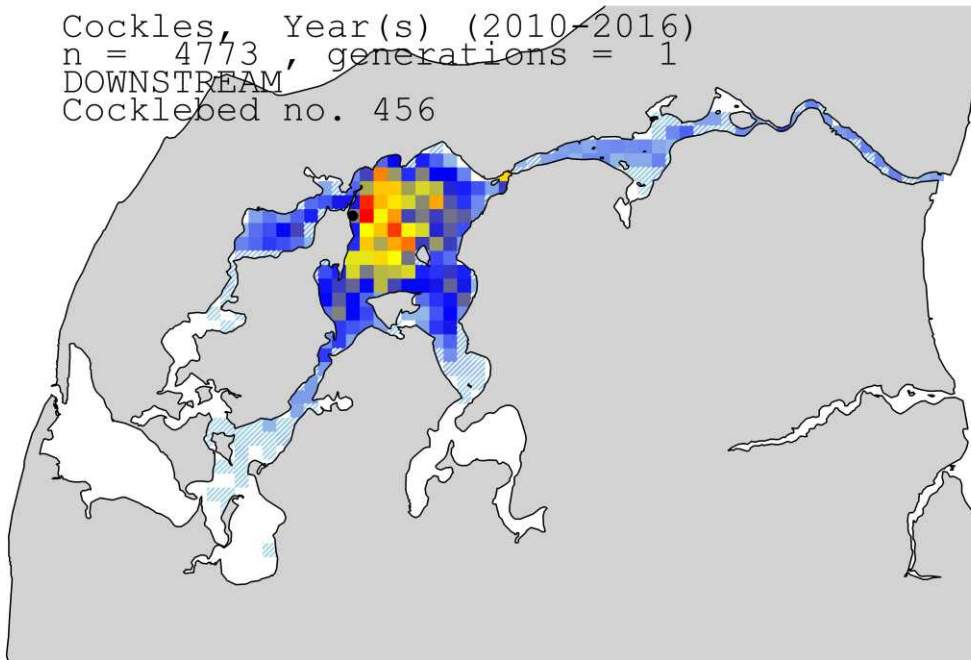 Cockles,  Year(s) (2010-2016)
n =  4773 , generations =  1
DOWNSTREAM
Cocklebed no. 456